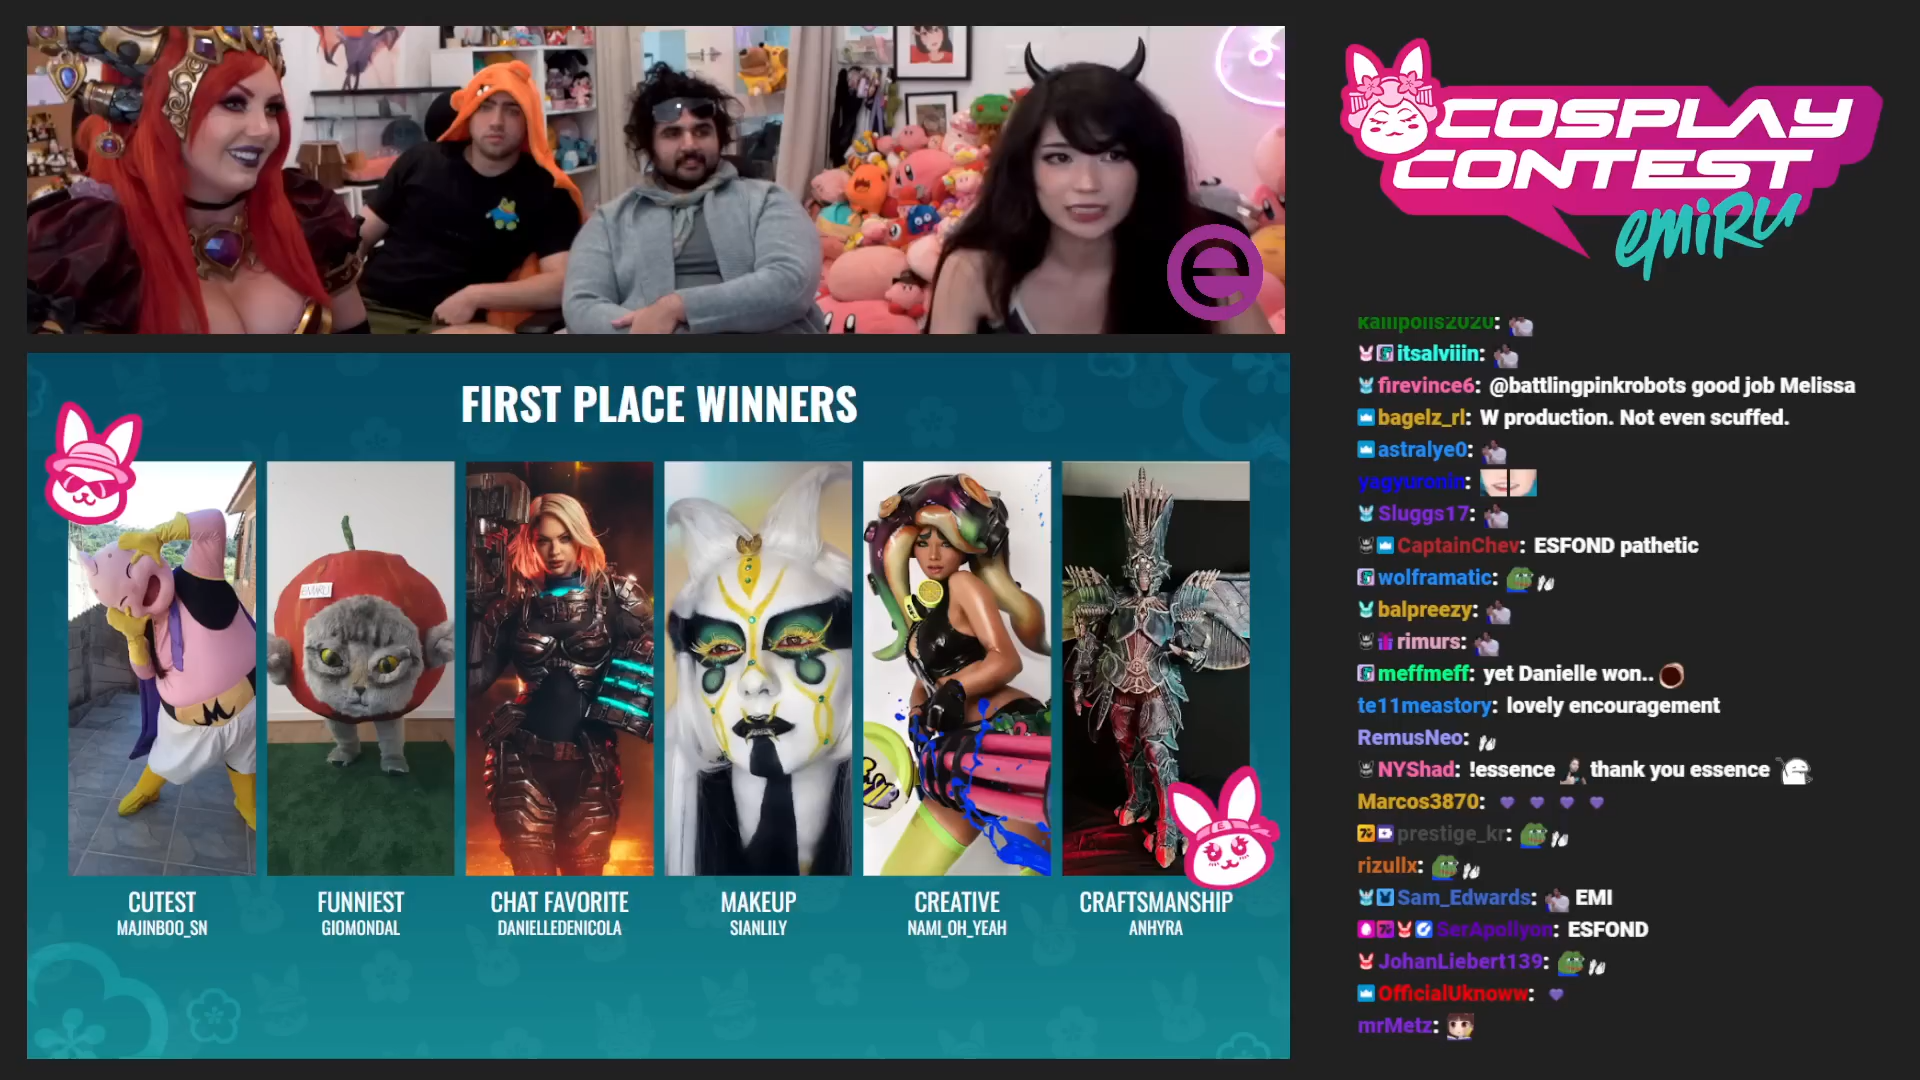 COSPLAY
CONTEST
emiru
FIRST PLACE WINNERS
CUTEST
MAJINBOO_SN
FUNNIEST
GIOMONDAL
CHAT FAVORITE
DANIELLEDENICOLA
MAKEUP
SIANLILY
CREATIVE
NAMI_OH_YEAH
CRAFTSMANSHIP
ANHYRA
kallipolis2020:
itsalviiin:
firevince6: @battlingpinkrobots good job Melissa
bagelz_rl: W production. Not even scuffed.
astralye0:
yagyuronin:
Sluggs17:
CaptainChev: ESFOND pathetic
wolframatic:
balpreezy:
rimurs:
meffmeff: yet Danielle won..
te11meastory: lovely encouragement
RemusNeo:
NYShad: !essence thank you essence
Marcos3870:
prestige_kr:
rizullx:
Sam_Edwards: EMI
SerApollyon: ESFOND
JohanLiebert139:
OfficialUknoww:
mrMetz: